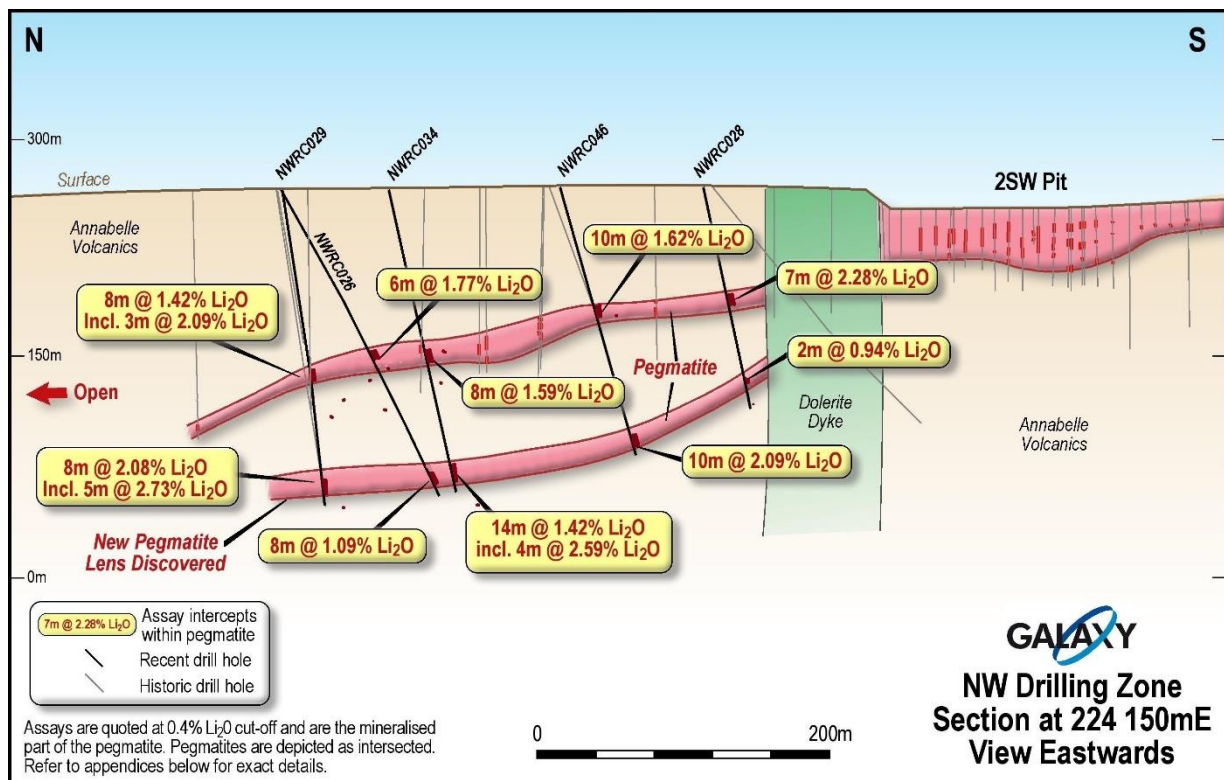 N
S
300m
NWRC029
NWRC034
NWRC046
NWRC028
Surface
2SW Pit
Annabelle
Volcanics
NWRC026
10m @ 1.62% Li₂O
6m @ 1.77% Li₂O
7m @ 2.28% Li₂O
8m @ 1.42% Li₂O
Incl. 3m @ 2.09% Li₂O
150m
2m @ 0.94% Li₂O
Pegmatite
Open
8m @ 1.59% Li₂O
Dolerite
Dyke
Annabelle
Volcanics
8m @ 2.08% Li₂O
Incl. 5m @ 2.73% Li₂O
10m @ 2.09% Li₂O
New Pegmatite
Lens Discovered
8m @ 1.09% Li₂O
14m @ 1.42% Li₂O
incl. 4m @ 2.59% Li₂O
0m
7m @ 2.28% Li₂O
Assay intercepts
within pegmatite
Recent drill hole
Historic drill hole
Assays are quoted at 0.4% Li₂0 cut-off and are the mineralised
part of the pegmatite. Pegmatites are depicted as intersected.
Refer to appendices below for exact details.
0
200m
GALAXY
NW Drilling Zone
Section at 224 150mE
View Eastwards